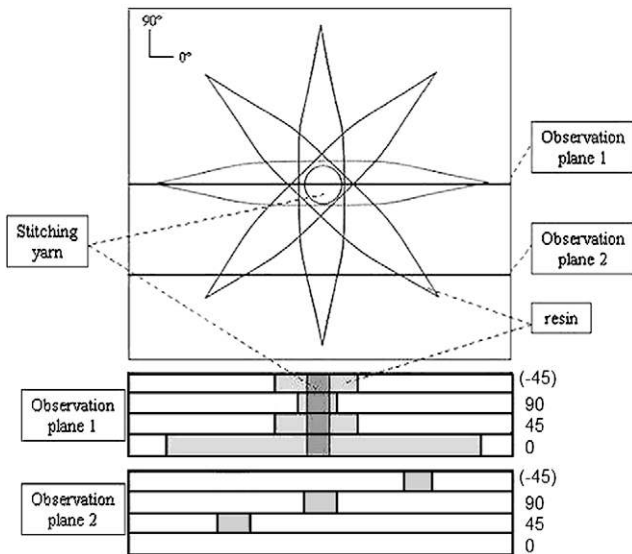 90°
0°
Observation
plane 1
Stitching
yarn
Observation
plane 2
resin
Observation
plane 1
(-45)
90
45
0
Observation
plane 2
(-45)
90
45
0